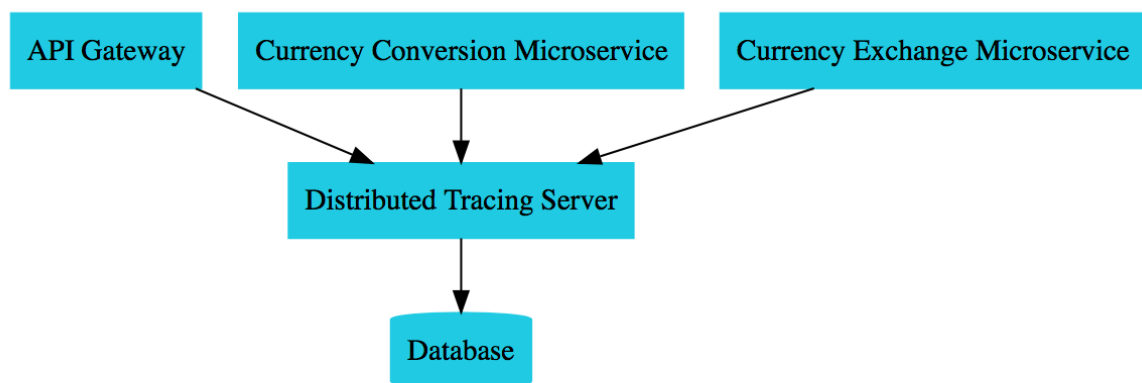 API Gateway
Currency Conversion Microservice
Currency Exchange Microservice
Distributed Tracing Server
Database